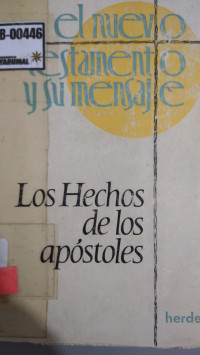 el nuevo
testamento
B-00446
y su mensaje
Los Hechos
de los
apóstoles
herde